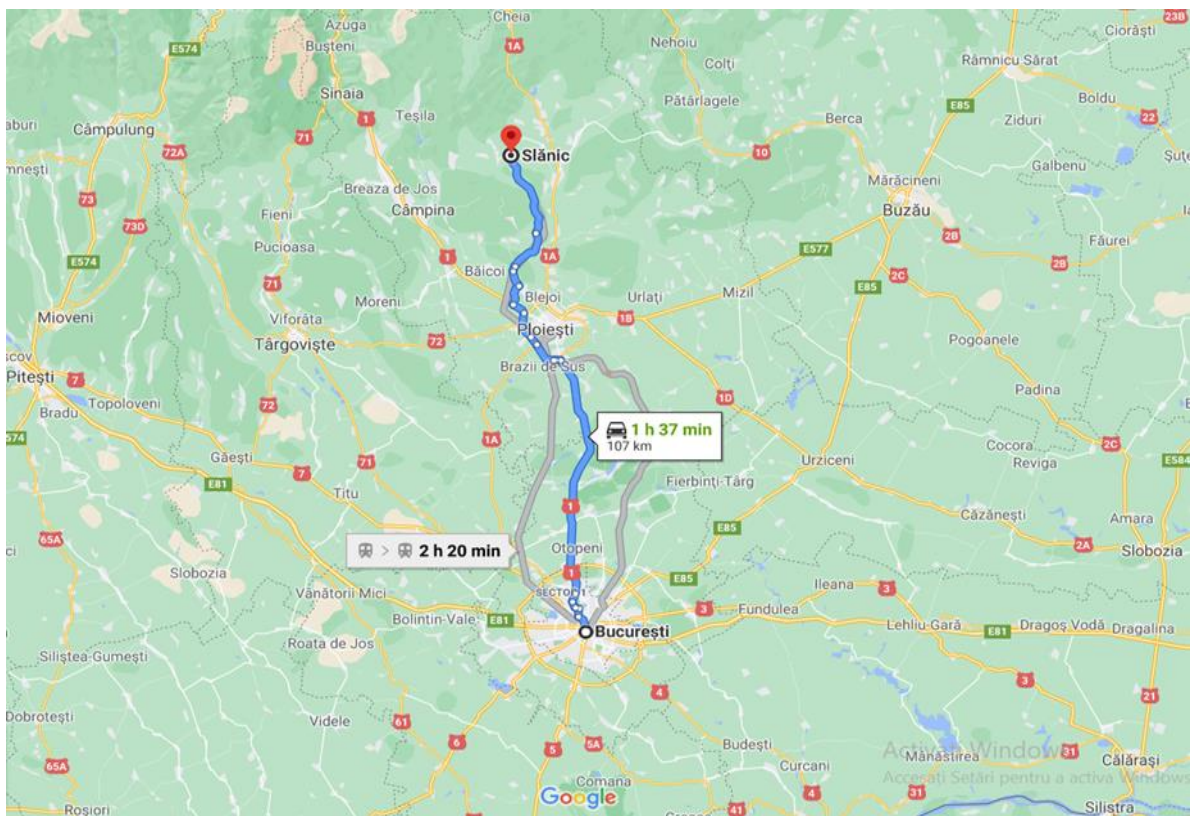 Cheia
23B
Ciorăști
Azuga
E574
Bușteni
1A
Nehoiu
Colți
Râmnicu Sărat
Sinaia
Pătârlagele
E85
Boldu
Câmpulung
71
1
Teșila
Berca
Ziduri
22
72A
Slănic
10
Galbenu
Mărăcineni
Breaza de Jos
73
Câmpina
Buzău
Fieni
73D
Pucioasa
2B
E577
Făurei
E574
1
1A
2B
Băicoi
2C
71
Blejoi
Urlați
Mizil
E85
Moreni
Mioveni
Viforâta
1B
Ploiești
Târgoviște
72
Pogoanele
Pitești
7
Brazii de Sus
Topoloveni
Padina
Bradu
72
1D
1 h 37 min
107 km
1A
2C
Cocora
Găești
71
Reviga
7
Urziceni
E584
E81
Titu
Fierbinți-Târg
1
Căzănești
Amara
E85
65A
2 h 20 min
Otopeni
2A
Slobozia
Slobozia
1
E85
Ileana
3
Vânătorii Mici
SECTOR 1
3
Fundulea
Bolintin-Vale
E81
București
Lehliu-Gară
E81
Dragoș Vodă
Dragalina
Roata de Jos
Siliștea-Gumești
3
4
21
Dobrotești
Videle
61
6
5
5A
Budești
Activați Windows
31
Mânăstirea
Călărași
65A
Curcani
Accesați Setări pentru a activa Windows
Comana
31
Google
Roșiori
41
Silistra